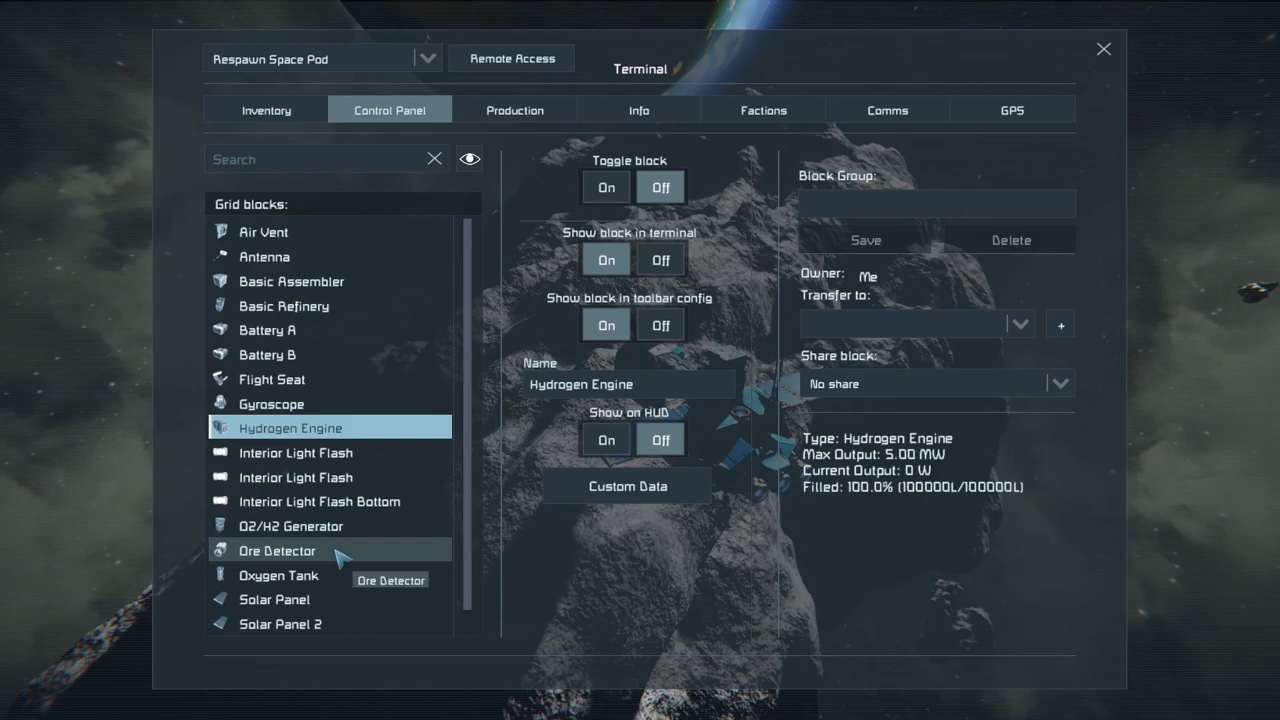 Respawn Space Pod
Remote Access
Terminal
Inventory
Control Panel
Production
Info
Factions
Comms
GPS
Search
Grid blocks:
Air Vent
Antenna
Basic Assembler
Basic Refinery
Battery A
Battery B
Flight Seat
Gyroscope
Hydrogen Engine
Interior Light Flash
Interior Light Flash
Interior Light Flash Bottom
O2/H2 Generator
Ore Detector
Ore Detector
Oxygen Tank
Solar Panel
Solar Panel 2
Toggle block
On Off
Show block in terminal
On Off
Show block in toolbar config
On Off
Name
Hydrogen Engine
Show on HUD
On Off
Custom Data
Block Group:
Save Delete
Owner: Me
Transfer to:
+
Share block:
No share
Type: Hydrogen Engine
Max Output: 5.00 MW
Current Output: 0 W
Filled: 100.0% (100000L/100000L)